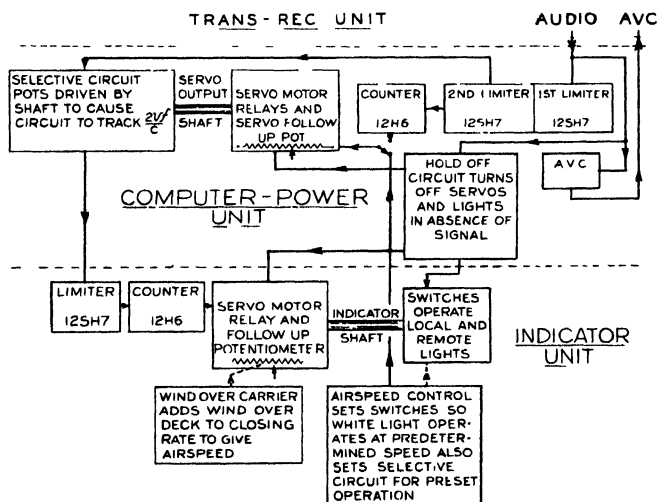 TRANS-REC UNIT
AUDIO AVC
SELECTIVE CIRCUIT
POTS DRIVEN BY
SHAFT TO CAUSE
CIRCUIT TO TRACK 2Vf/C
SERVO
OUTPUT
SHAFT
SERVO MOTOR
RELAYS AND
SERVO FOLLOW
UP POT
COUNTER
12H6
2ND LIMITER
12SH7
1ST LIMITER
12SH7
HOLD OFF
CIRCUIT TURNS
OFF SERVOS
AND LIGHTS
IN ABSENCE OF
SIGNAL
AVC
COMPUTER-POWER
UNIT
LIMITER
12SH7
COUNTER
12H6
SERVO MOTOR
RELAY AND
FOLLOW UP
POTENTIOMETER
INDICATOR
SHAFT
SWITCHES
OPERATE
LOCAL AND
REMOTE
LIGHTS
INDICATOR
UNIT
WIND OVER CARRIER
ADDS WIND OVER
DECK TO CLOSING
RATE TO GIVE
AIRSPEED
AIRSPEED CONTROL
SETS SWITCHES SO
WHITE LIGHT OPER-
ATES AT PREDETER-
MINED SPEED ALSO
SETS SELECTIVE
CIRCUIT FOR PRESET
OPERATION